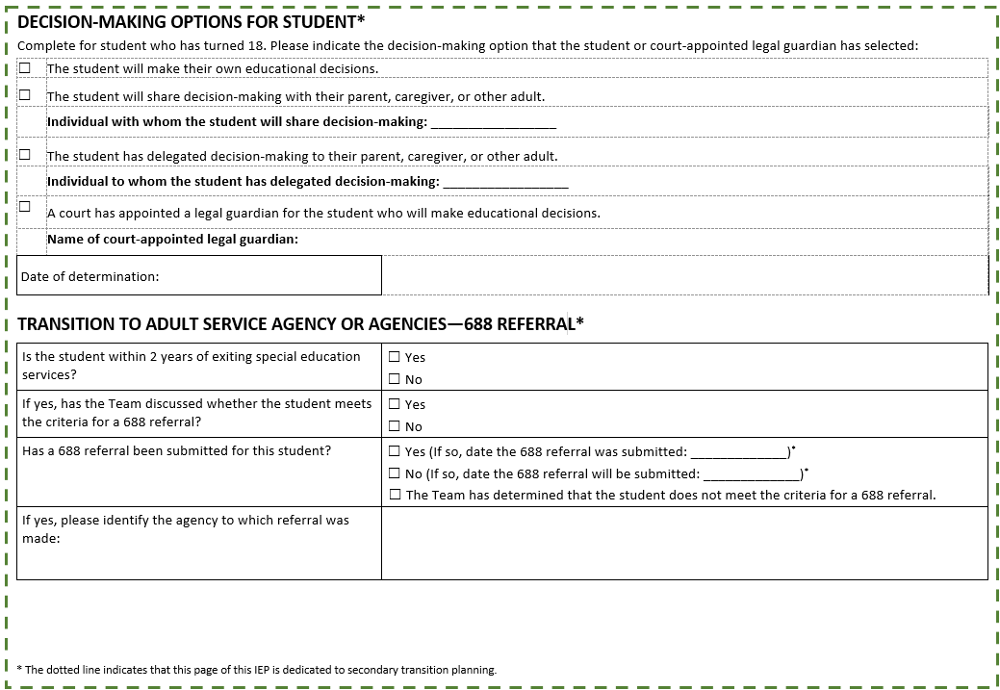 DECISION-MAKING OPTIONS FOR STUDENT*
Complete for student who has turned 18. Please indicate the decision-making option that the student or court-appointed legal guardian has selected:
☐ The student will make their own educational decisions.
☐ The student will share decision-making with their parent, caregiver, or other adult.
Individual with whom the student will share decision-making: _________________
☐ The student has delegated decision-making to their parent, caregiver, or other adult.
Individual to whom the student has delegated decision-making: _________________
☐ A court has appointed a legal guardian for the student who will make educational decisions.
Name of court-appointed legal guardian:
Date of determination:
TRANSITION TO ADULT SERVICE AGENCY OR AGENCIES—688 REFERRAL*
Is the student within 2 years of exiting special education
services?
☐ Yes
☐ No
If yes, has the Team discussed whether the student meets
the criteria for a 688 referral?
☐ Yes
☐ No
Has a 688 referral been submitted for this student?
☐ Yes (If so, date the 688 referral was submitted: _____________)*
☐ No (If so, date the 688 referral will be submitted: _____________)*
☐ The Team has determined that the student does not meet the criteria for a 688 referral.
If yes, please identify the agency to which referral was
made:
* The dotted line indicates that this page of this IEP is dedicated to secondary transition planning.